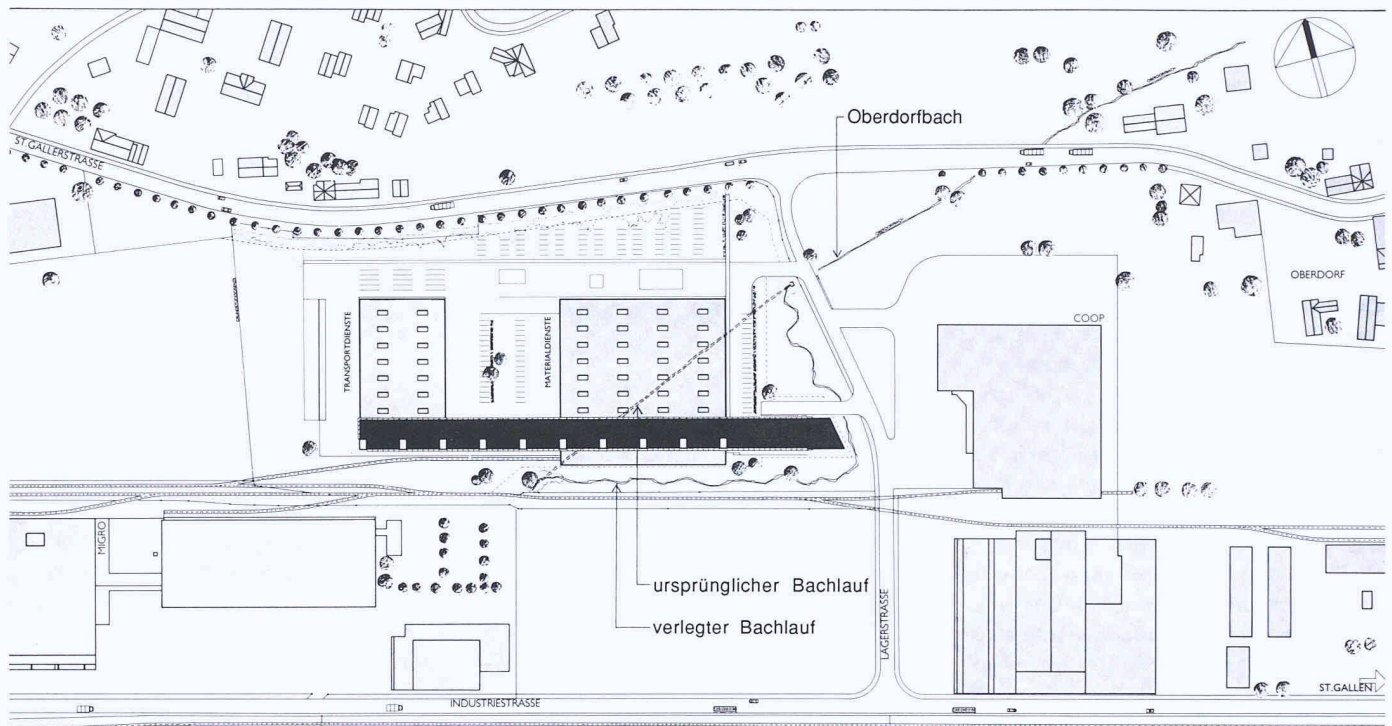 Oberdorfbach
ST.GALLERSTRASSE
OBERDORF
COOP
TRANSPORTDIENSTE
MATERIALDIENSTE
MIGRO
ursprünglicher Bachlauf
verlegter Bachlauf
LAGERSTRASSE
ST.GALLEN
INDUSTRIESTRASSE